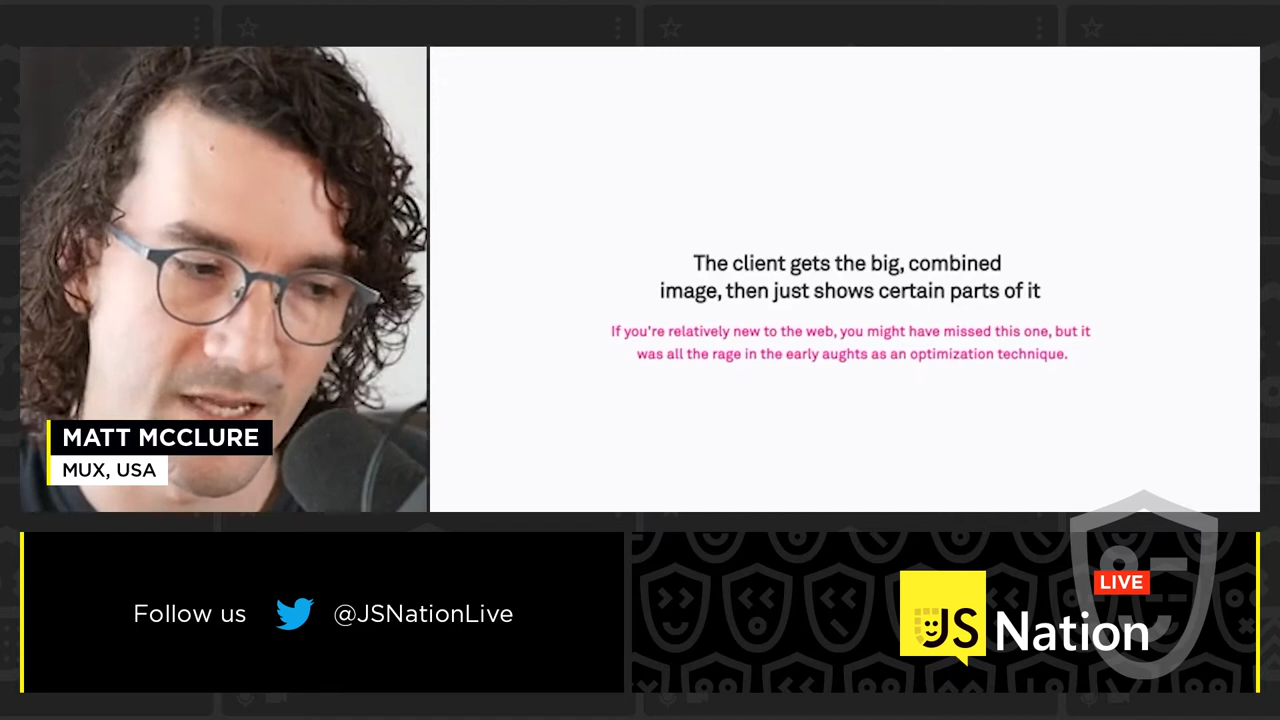 The client gets the big, combined
image, then just shows certain parts of it
If you're relatively new to the web, you might have missed this one, but it
was all the rage in the early aughts as an optimization technique.
MATT MCCLURE
MUX, USA
Follow us
@JSNationLive
LIVE
JS Nation